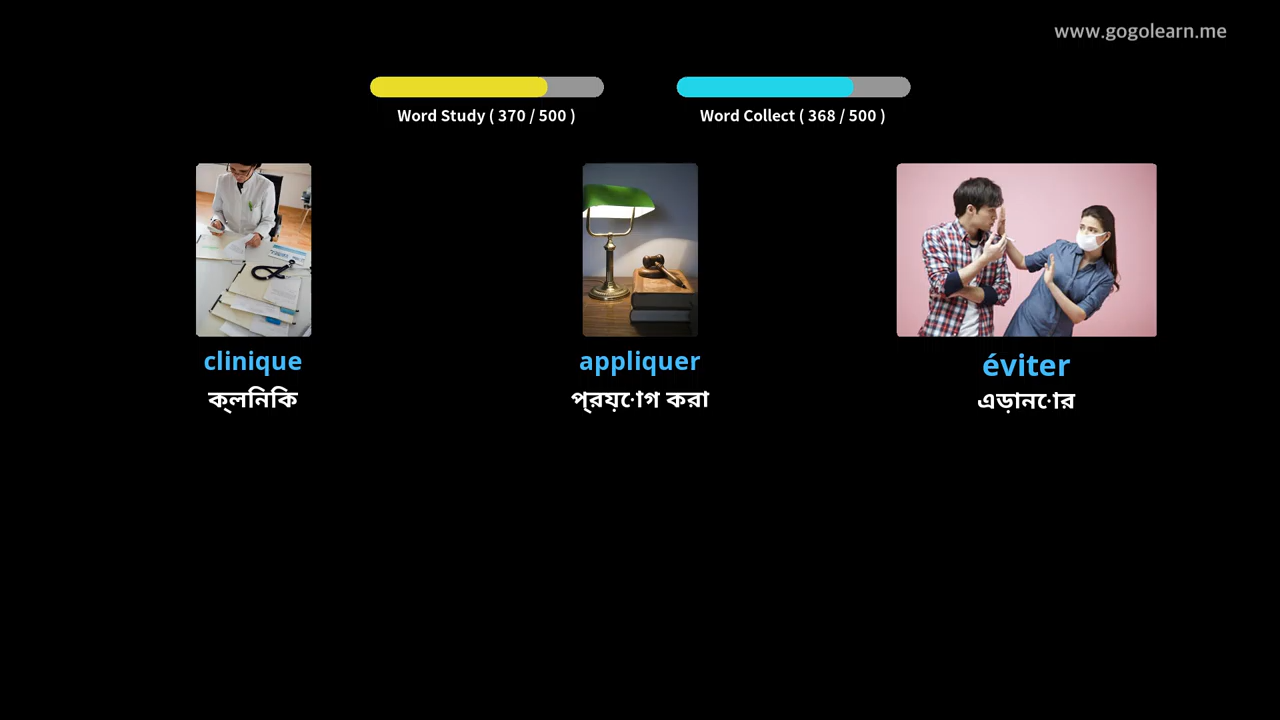 www.gogolearn.me
Word Study ( 370 / 500 )
Word Collect ( 368 / 500 )
clinique
appliquer
éviter
ক্লিনিক
প্রয়োগ করা
এড়ানোর